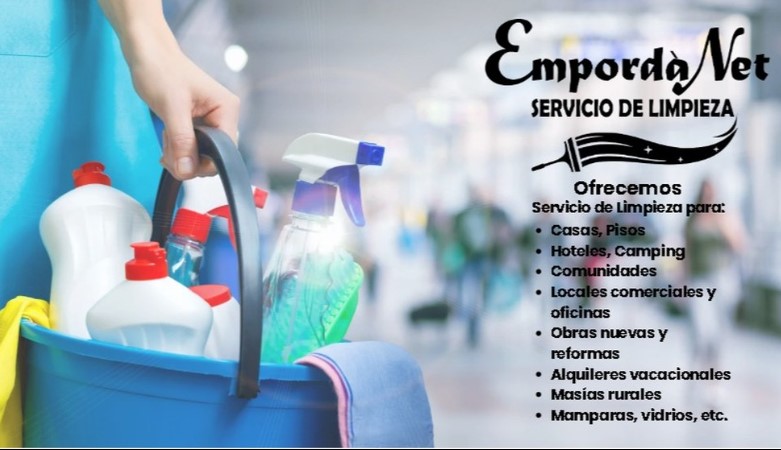 EmpordàNet
SERVICIO DE LIMPIEZA
Ofrecemos
Servicio de Limpieza para:
• Casas, Pisos
• Hoteles, Camping
• Comunidades
• Locales comerciales y
oficinas
• Obras nuevas y
reformas
• Alquileres vacacionales
• Masías rurales
• Mamparas, vidrios, etc.